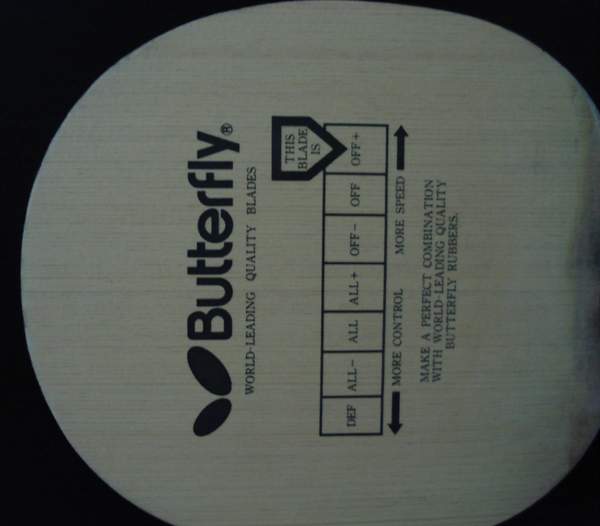 Butterfly®
WORLD-LEADING QUALITY BLADES
THIS
BLADE
IS
DEF ALL- ALL ALL+ OFF- OFF OFF+
MORE CONTROL MORE SPEED
MAKE A PERFECT COMBINATION
WITH WORLD-LEADING QUALITY
BUTTERFLY RUBBERS.